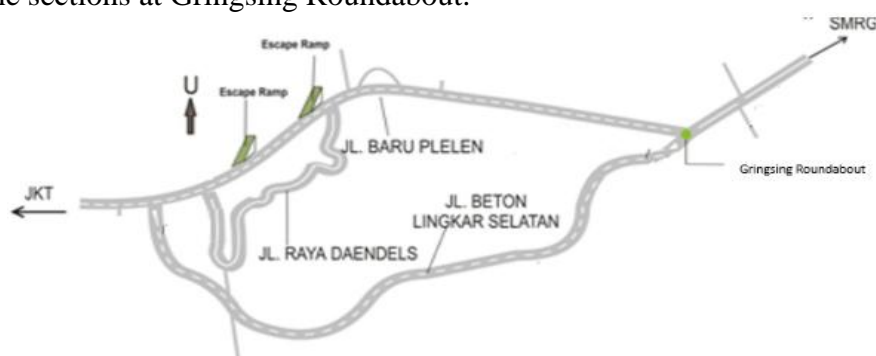 ne sections at Gringsing Roundabout.
SMRG
Escape Ramp
U
Escape Ramp
JL. BARU PLELEN
Gringsing Roundabout
JKT
JL. BETON
LINGKAR SELATAN
JL. RAYA DAENDELS